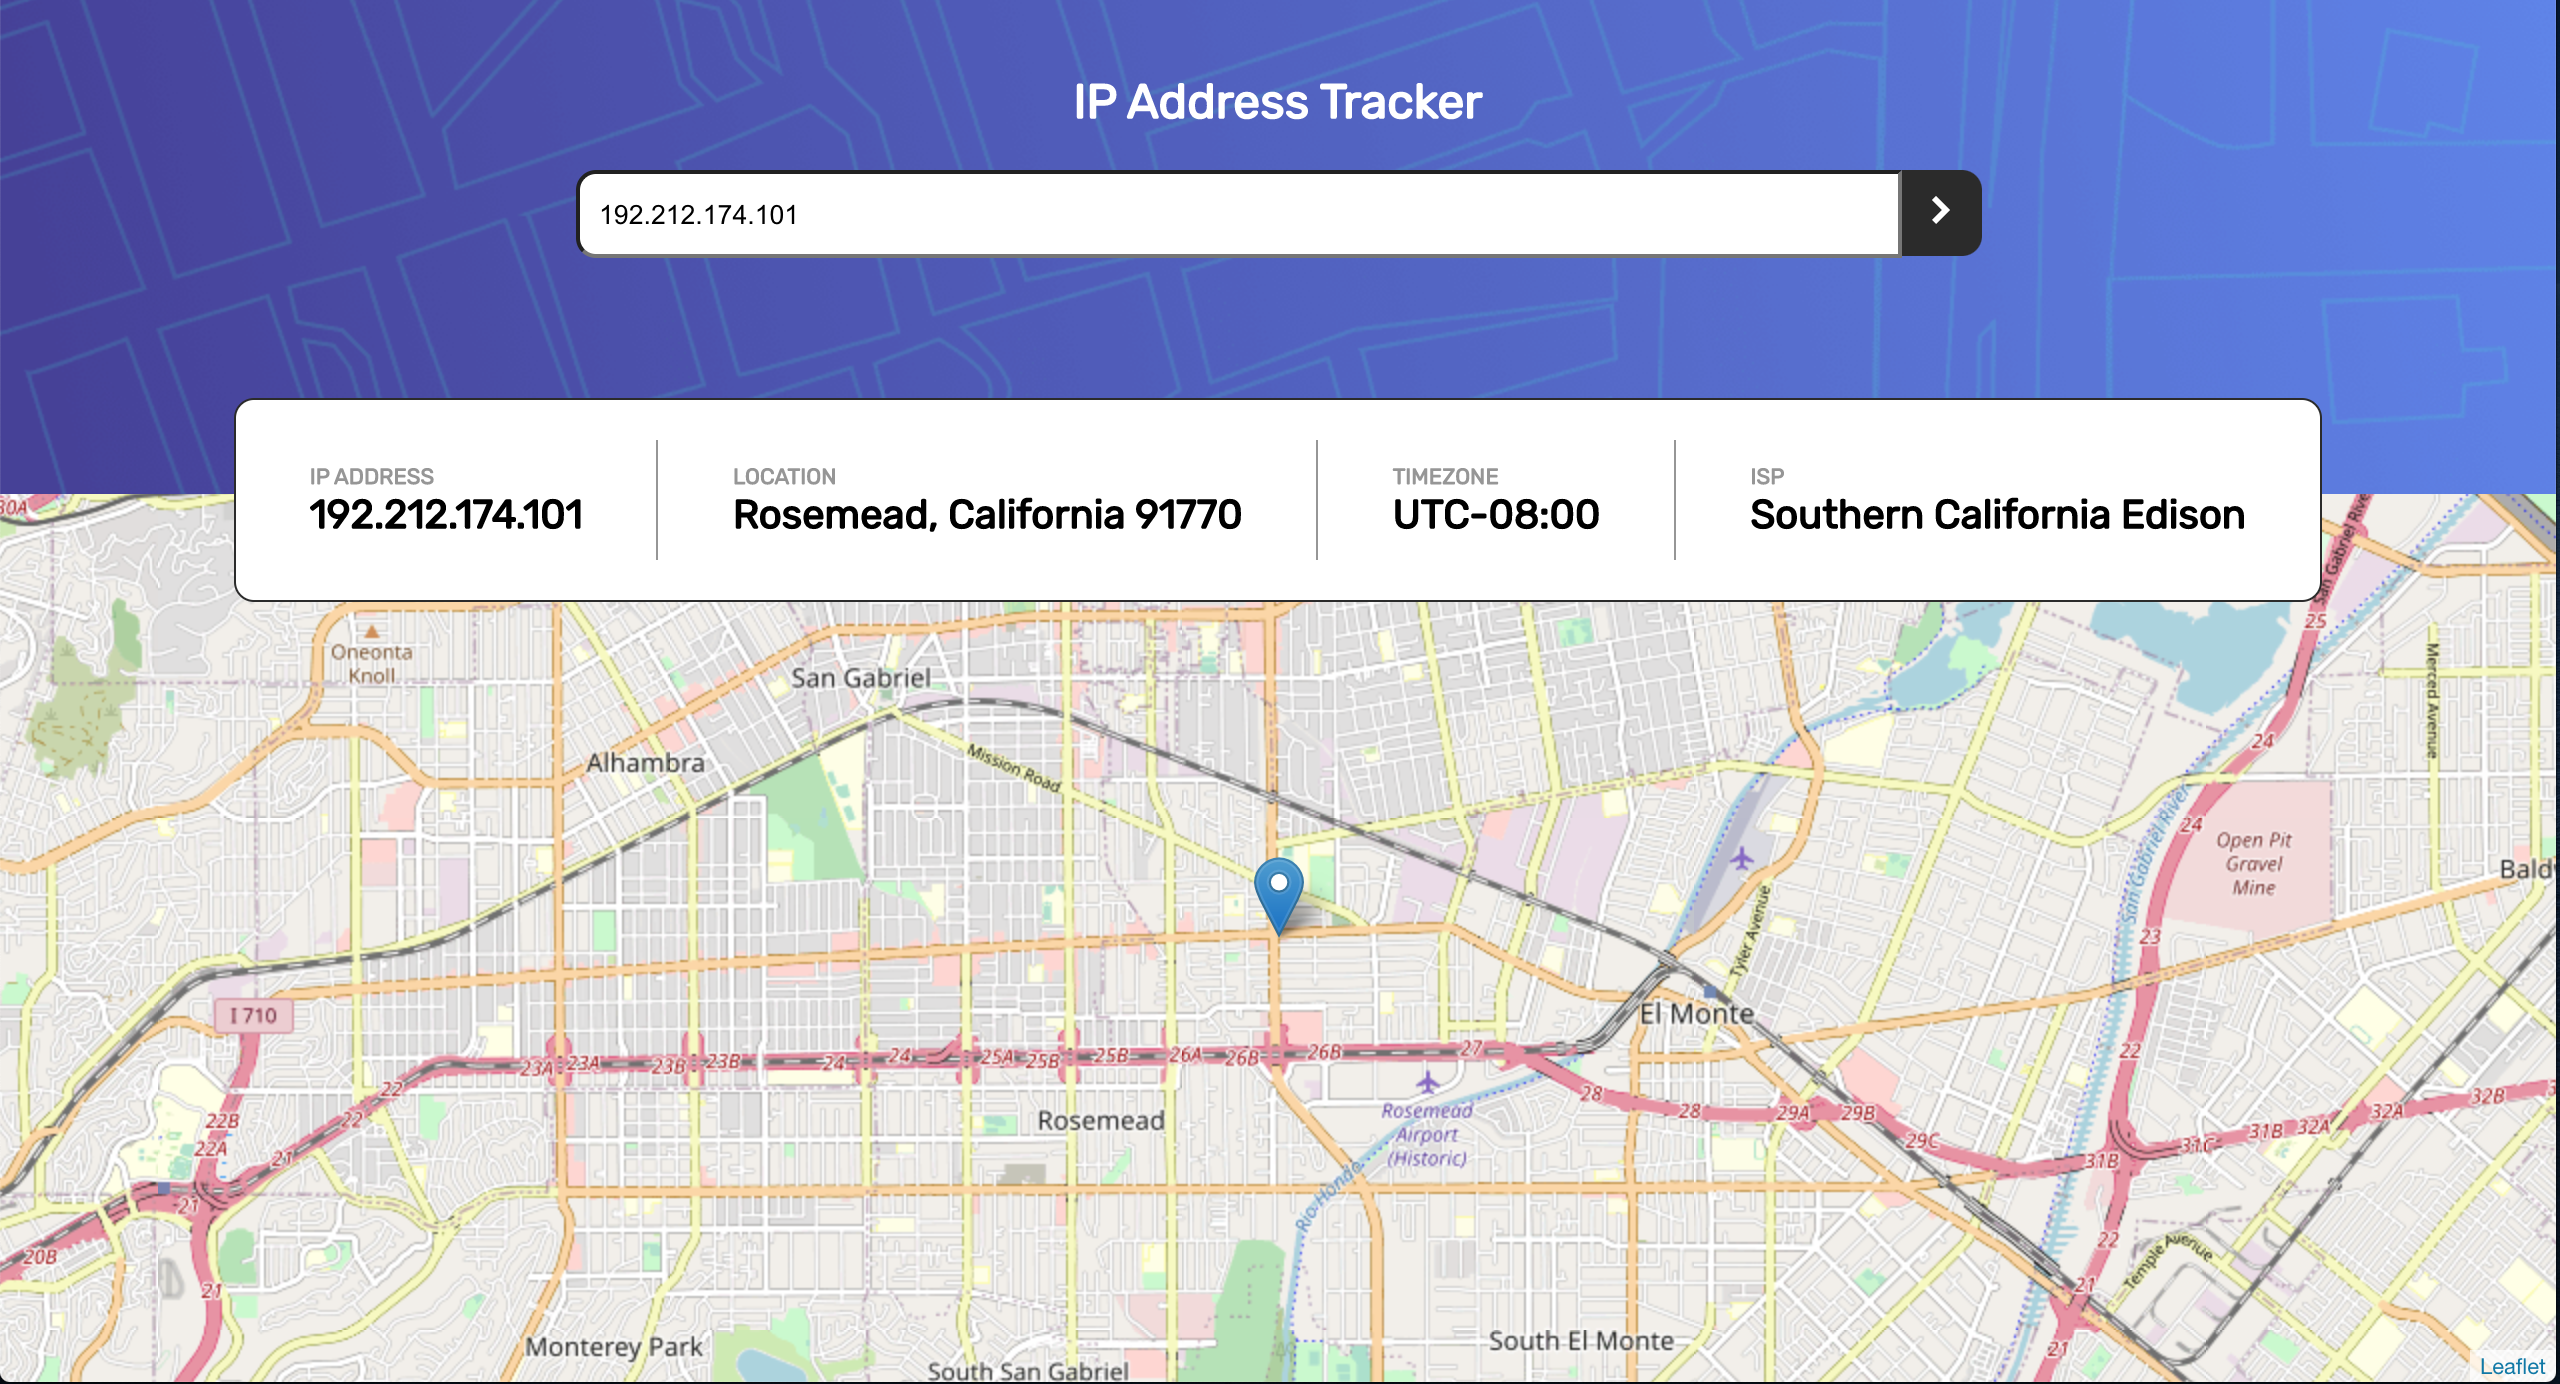 IP Address Tracker
192.212.174.101
IP ADDRESS
192.212.174.101
LOCATION
Rosemead, California 91770
TIMEZONE
UTC-08:00
ISP
Southern California Edison
30A
San Gabriel Rive
25
Oneonta
Knoll
San Gabriel
Merced Avenue
24
Alhambra
Mission Road
24
San Gabriel River
Open Pit
Gravel
Mine
Bald
Tyler Avenue
23
I 710
El Monte
23A
23A
23B
23B
24
24
25A
25B
25B
26A
26B
26B
27
22
22
22
28
28
29A
29B
29C
31B
31C
31B
32A
32A
32B
3
22B
22A
21
21
Rosemead
Rosemead
Airport
(Historic)
Rio Hondo
20B
21
22
21
21
Temple Avenue
Monterey Park
South San Gabriel
South El Monte
Leaflet